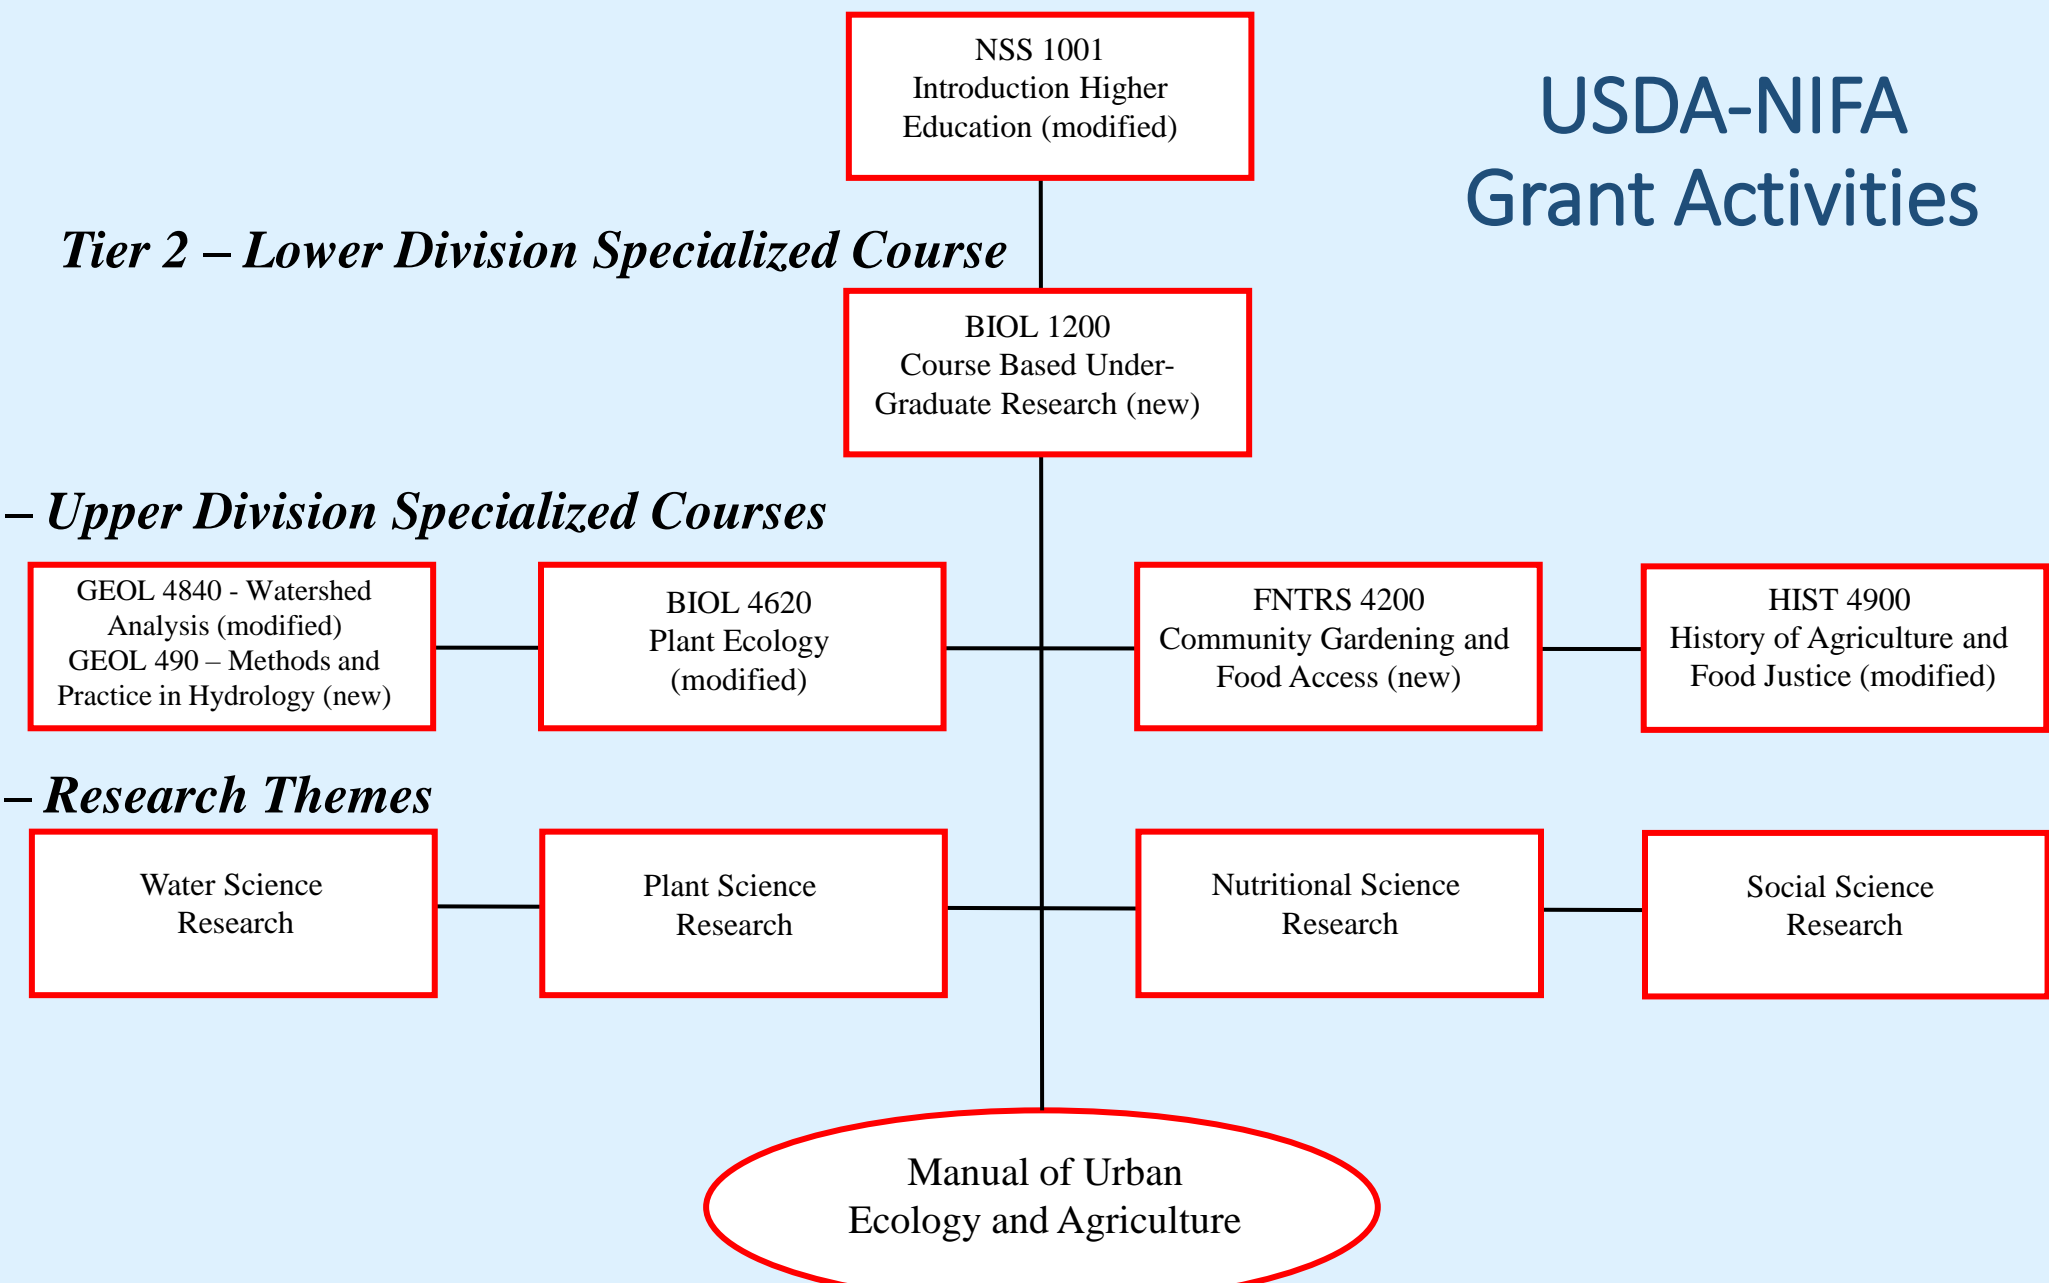 NSS 1001
Introduction Higher
Education (modified)
USDA-NIFA
Grant Activities
Tier 2 – Lower Division Specialized Course
BIOL 1200
Course Based Under-
Graduate Research (new)
– Upper Division Specialized Courses
GEOL 4840 - Watershed
Analysis (modified)
GEOL 490 – Methods and
Practice in Hydrology (new)
BIOL 4620
Plant Ecology
(modified)
FNTRS 4200
Community Gardening and
Food Access (new)
HIST 4900
History of Agriculture and
Food Justice (modified)
– Research Themes
Water Science
Research
Plant Science
Research
Nutritional Science
Research
Social Science
Research
Manual of Urban
Ecology and Agriculture